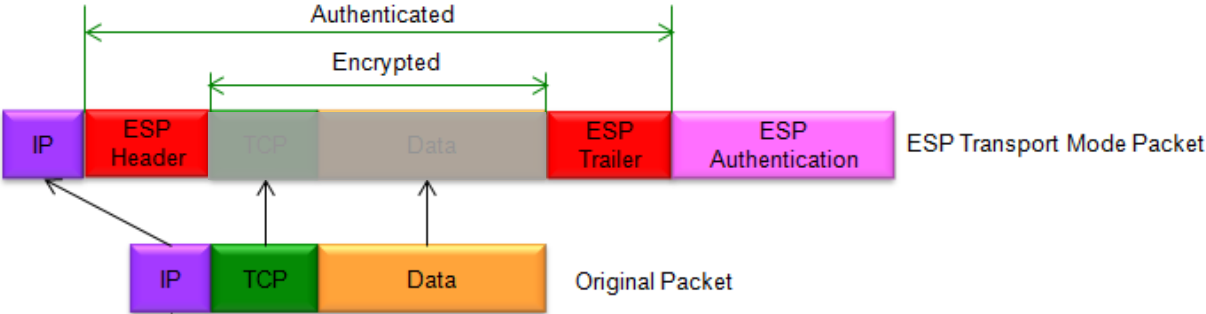 Authenticated
Encrypted
IP
ESP
Header
TCP
Data
ESP
Trailer
ESP
Authentication
ESP Transport Mode Packet
IP
TCP
Data
Original Packet